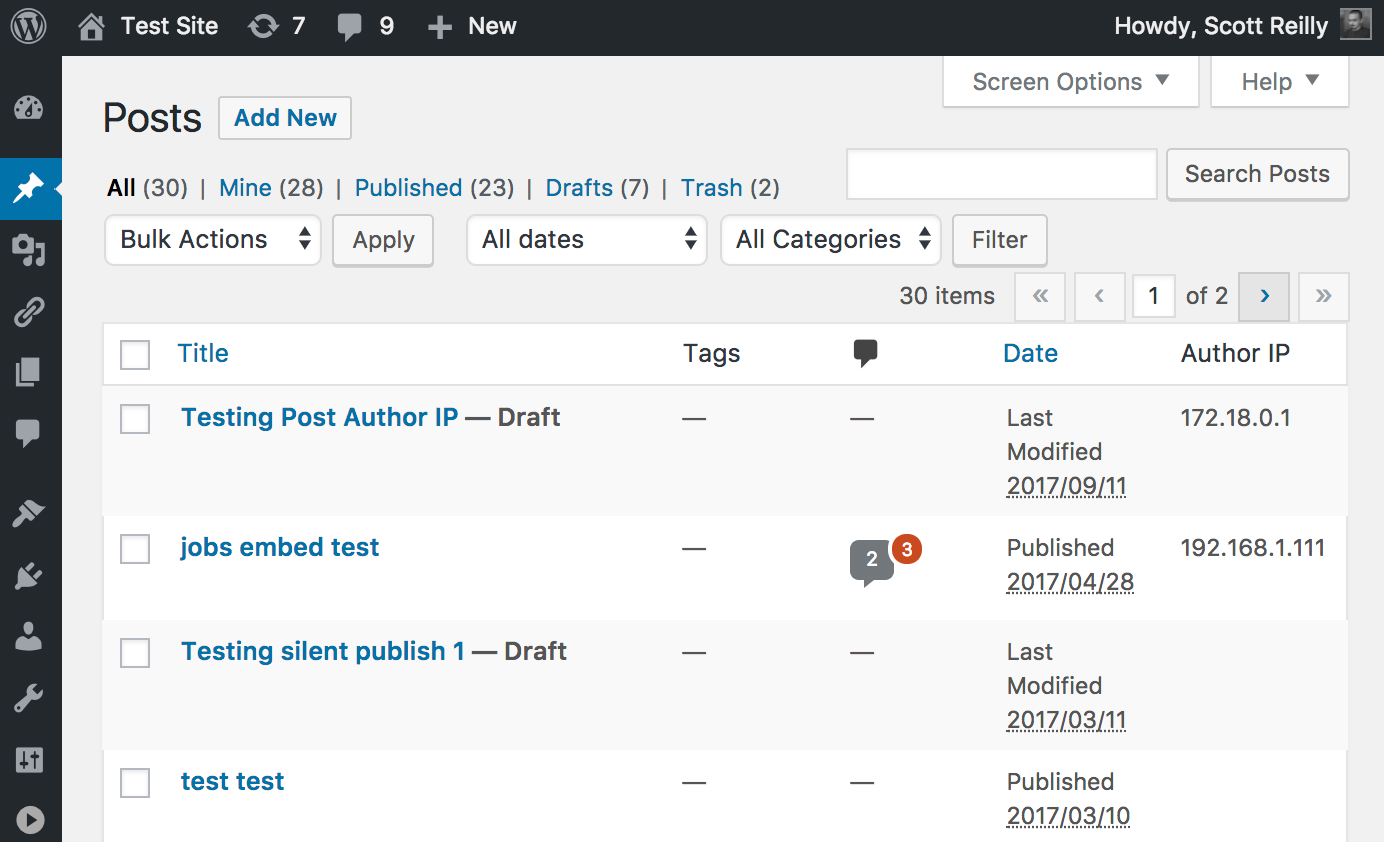 Test Site 7 9 + New Howdy, Scott Reilly
Screen Options ▼ Help ▼
Posts Add New
All (30) | Mine (28) | Published (23) | Drafts (7) | Trash (2)
Search Posts
Bulk Actions Apply All dates All Categories Filter
30 items « ‹ 1 of 2 › »
Title Tags Date Author IP
Testing Post Author IP — Draft — — Last 172.18.0.1
Modified
2017/09/11
jobs embed test — 2 3 Published 192.168.1.111
2017/04/28
Testing silent publish 1 — Draft — — Last
Modified
2017/03/11
test test — — Published
2017/03/10